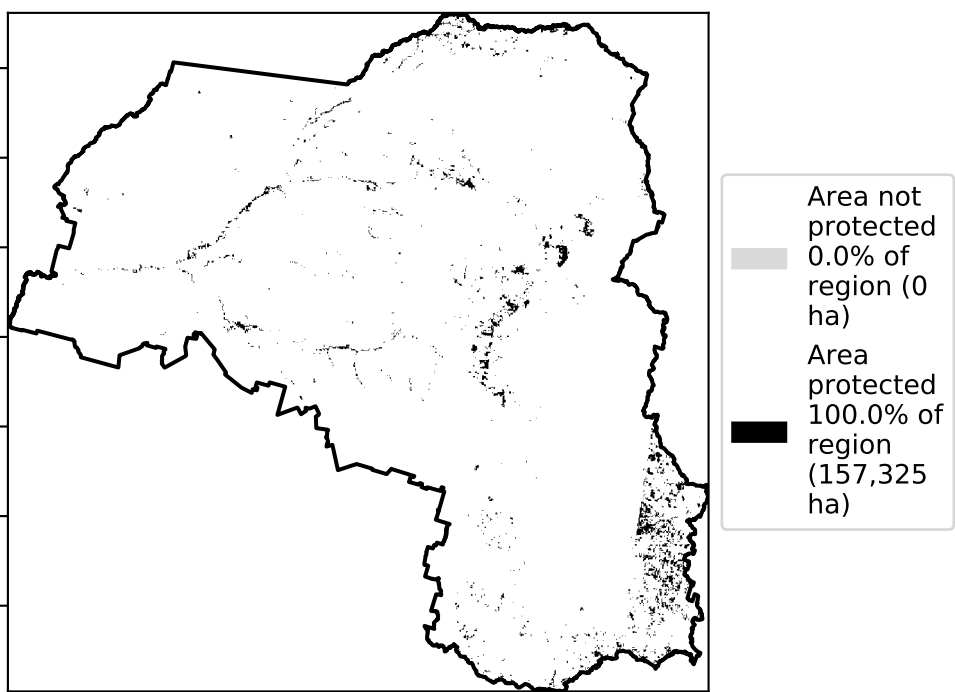 Area not
protected
0.0% of
region (0
ha)
Area
protected
100.0% of
region
(157,325
ha)